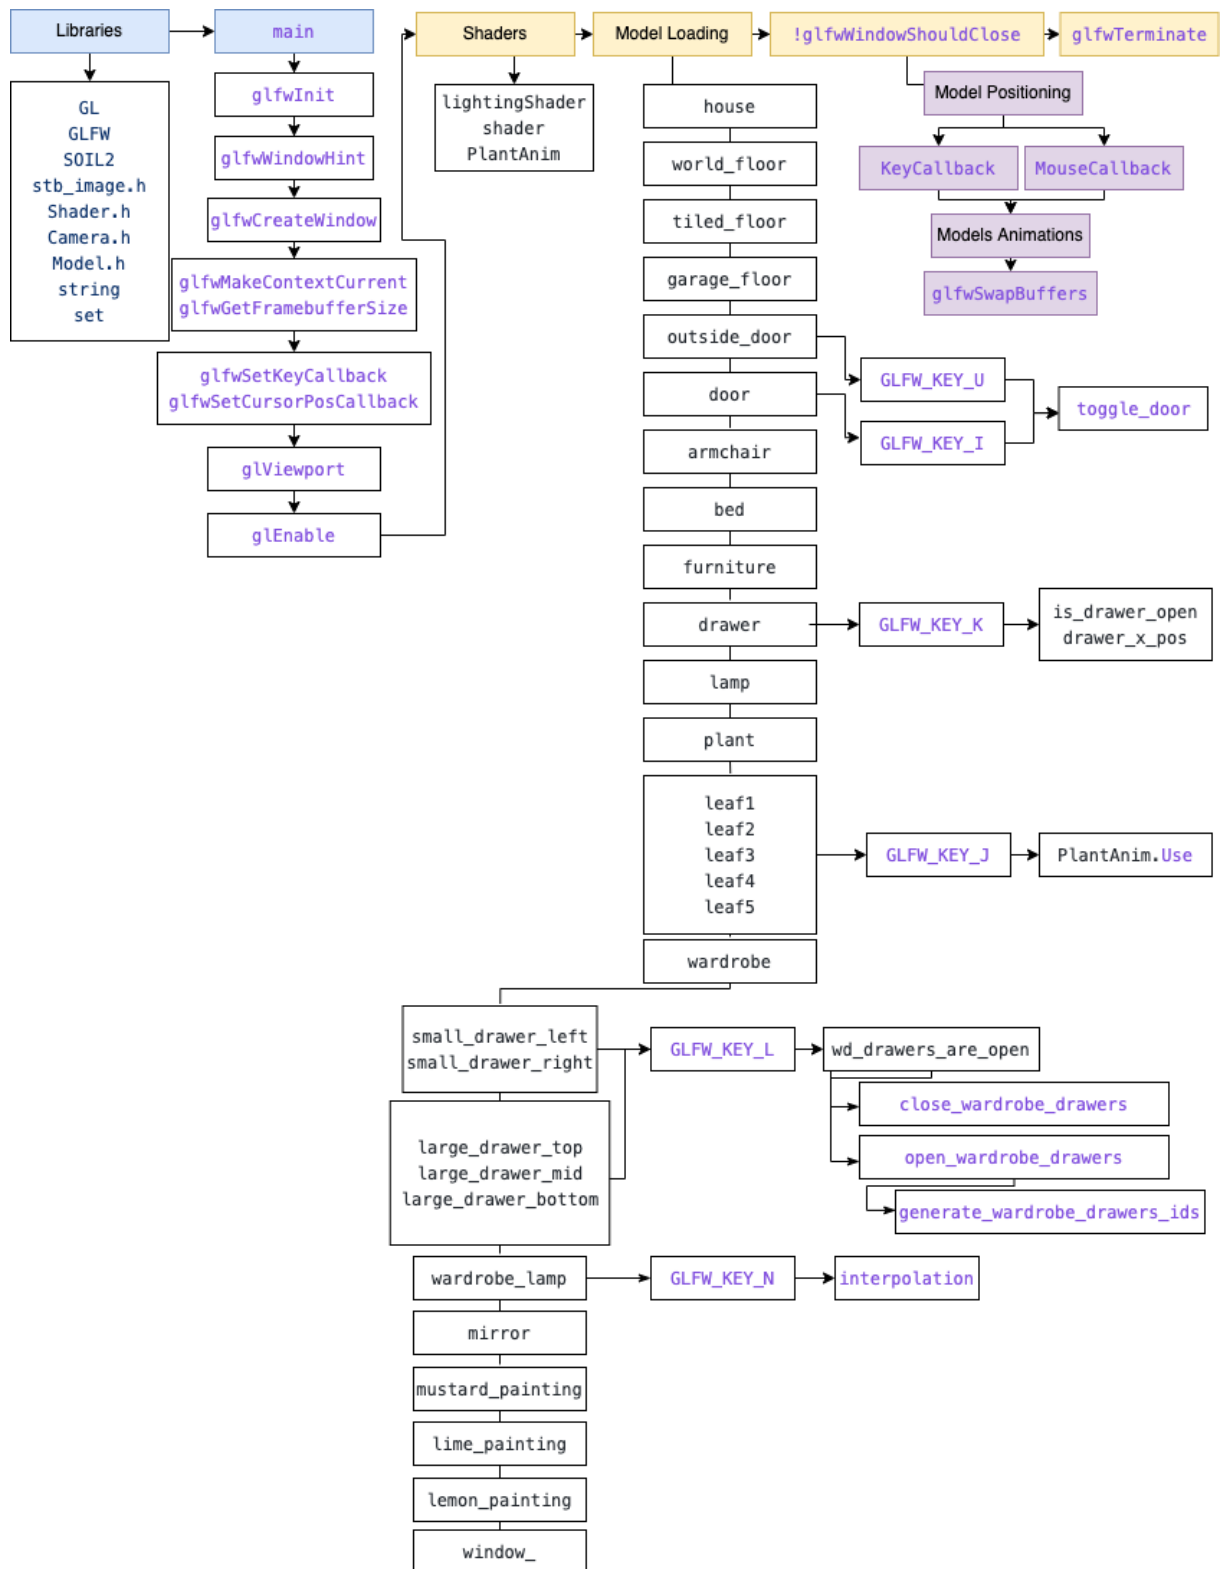 Libraries
main
Shaders
Model Loading
!glfwWindowShouldClose
glfwTerminate
GL
GLFW
SOIL2
stb_image.h
Shader.h
Camera.h
Model.h
string
set
glfwInit
glfwWindowHint
glfwCreateWindow
glfwMakeContextCurrent
glfwGetFramebufferSize
glfwSetKeyCallback
glfwSetCursorPosCallback
glViewport
glEnable
lightingShader
shader
PlantAnim
house
world_floor
tiled_floor
garage_floor
outside_door
door
armchair
bed
furniture
drawer
lamp
plant
leaf1
leaf2
leaf3
leaf4
leaf5
wardrobe
Model Positioning
KeyCallback
MouseCallback
Models Animations
glfwSwapBuffers
GLFW_KEY_U
GLFW_KEY_I
toggle_door
GLFW_KEY_K
is_drawer_open
drawer_x_pos
GLFW_KEY_J
PlantAnim.Use
small_drawer_left
small_drawer_right
large_drawer_top
large_drawer_mid
large_drawer_bottom
GLFW_KEY_L
wd_drawers_are_open
close_wardrobe_drawers
open_wardrobe_drawers
generate_wardrobe_drawers_ids
wardrobe_lamp
GLFW_KEY_N
interpolation
mirror
mustard_painting
lime_painting
lemon_painting
window_